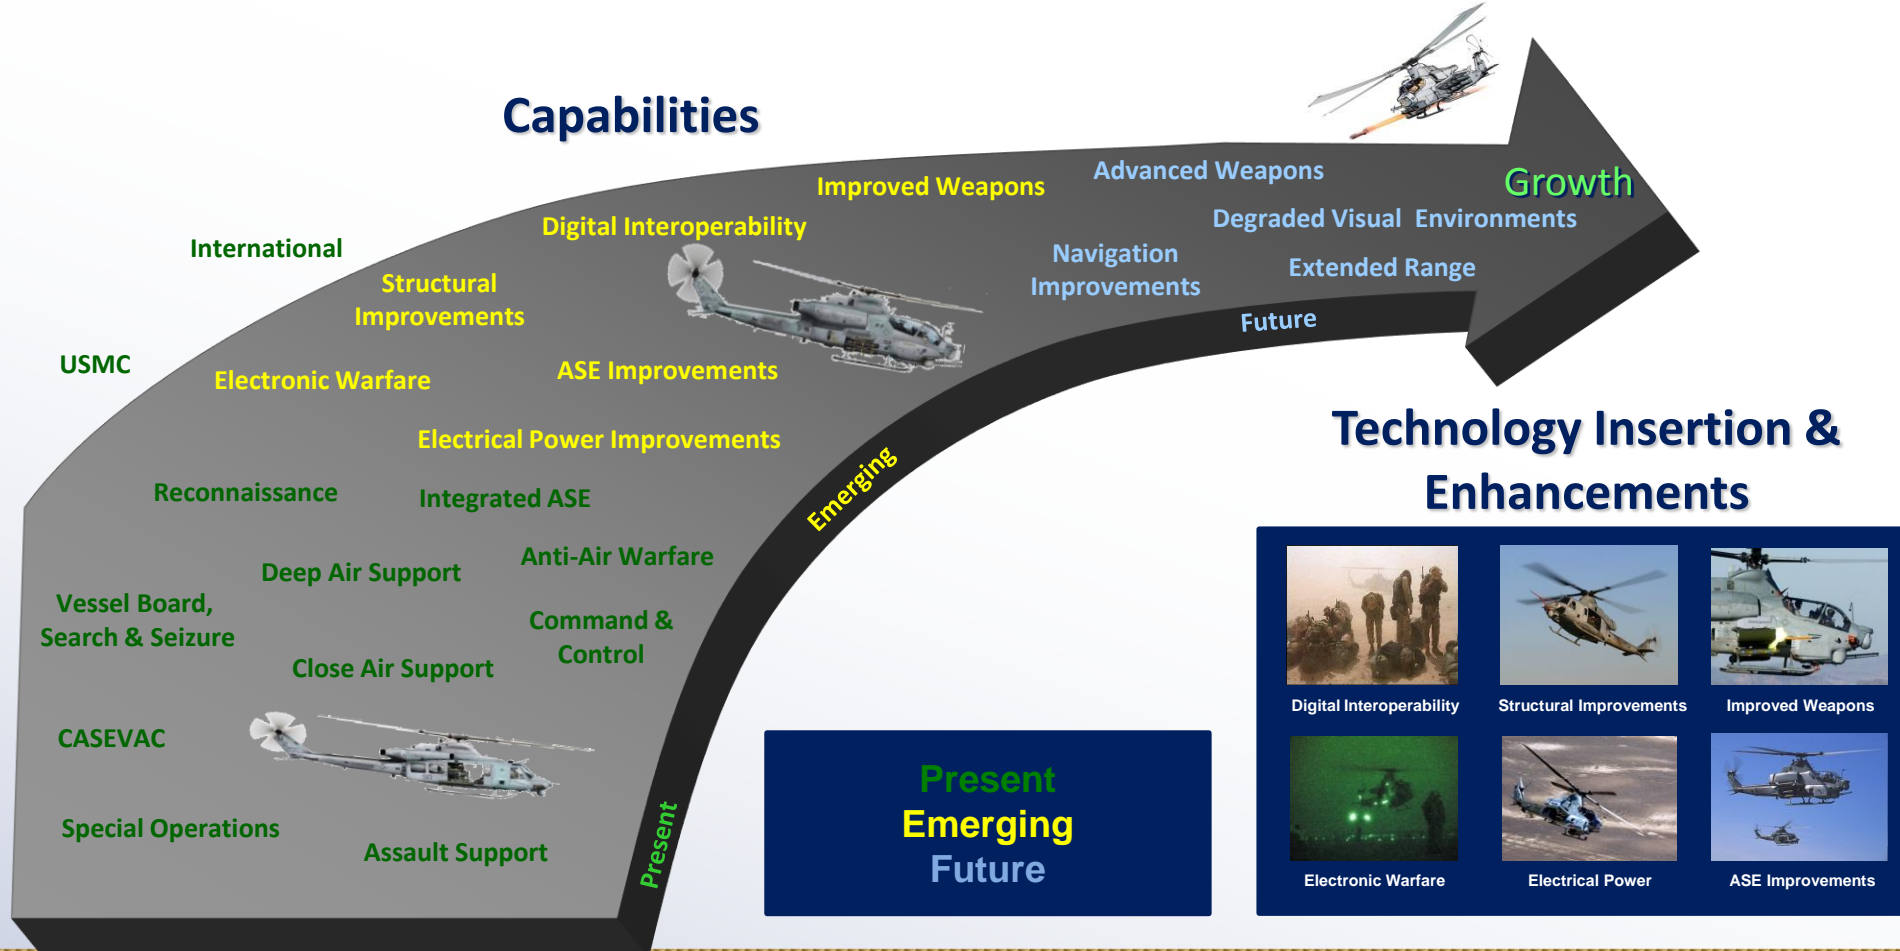 Capabilities
Advanced Weapons
Improved Weapons
Growth
Degraded Visual Environments
Digital Interoperability
International
Navigation
Improvements
Extended Range
Structural
Improvements
Future
USMC
Electronic Warfare
ASE Improvements
Electrical Power Improvements
Emerging
Reconnaissance
Integrated ASE
Anti-Air Warfare
Deep Air Support
Vessel Board,
Search & Seizure
Command &
Control
Close Air Support
CASEVAC
Special Operations
Assault Support
Present
Present
Emerging
Future
Technology Insertion &
Enhancements
Digital Interoperability
Structural Improvements
Improved Weapons
Electronic Warfare
Electrical Power
ASE Improvements